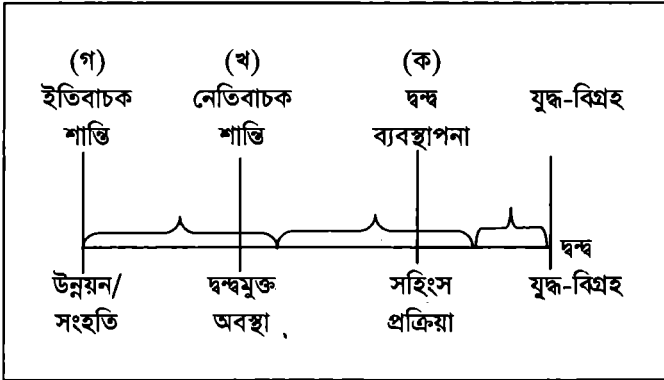 (গ) (খ) (ক)
ইতিবাচক নেতিবাচক দ্বন্দ্ব যুদ্ধ-বিগ্রহ
শান্তি শান্তি ব্যবস্থাপনা
দ্বন্দ্ব
উন্নয়ন/ দ্বন্দ্বমুক্ত সহিংস যুদ্ধ-বিগ্রহ
সংহতি অবস্থা প্রক্রিয়া